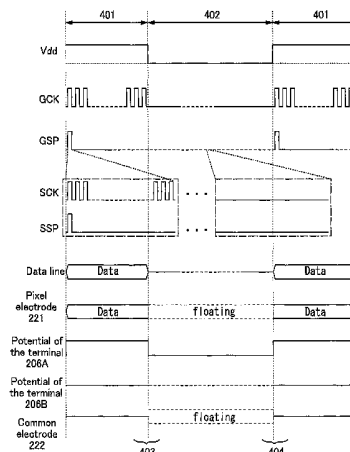 401 402 401
Vdd
GCK
GSP
SCK
SSP
Data line Data Data
Pixel
electrode
221
Data floating Data
Potential of
the terminal
206A
Potential of
the terminal
206B
Common
electrode
222
floating
403 404